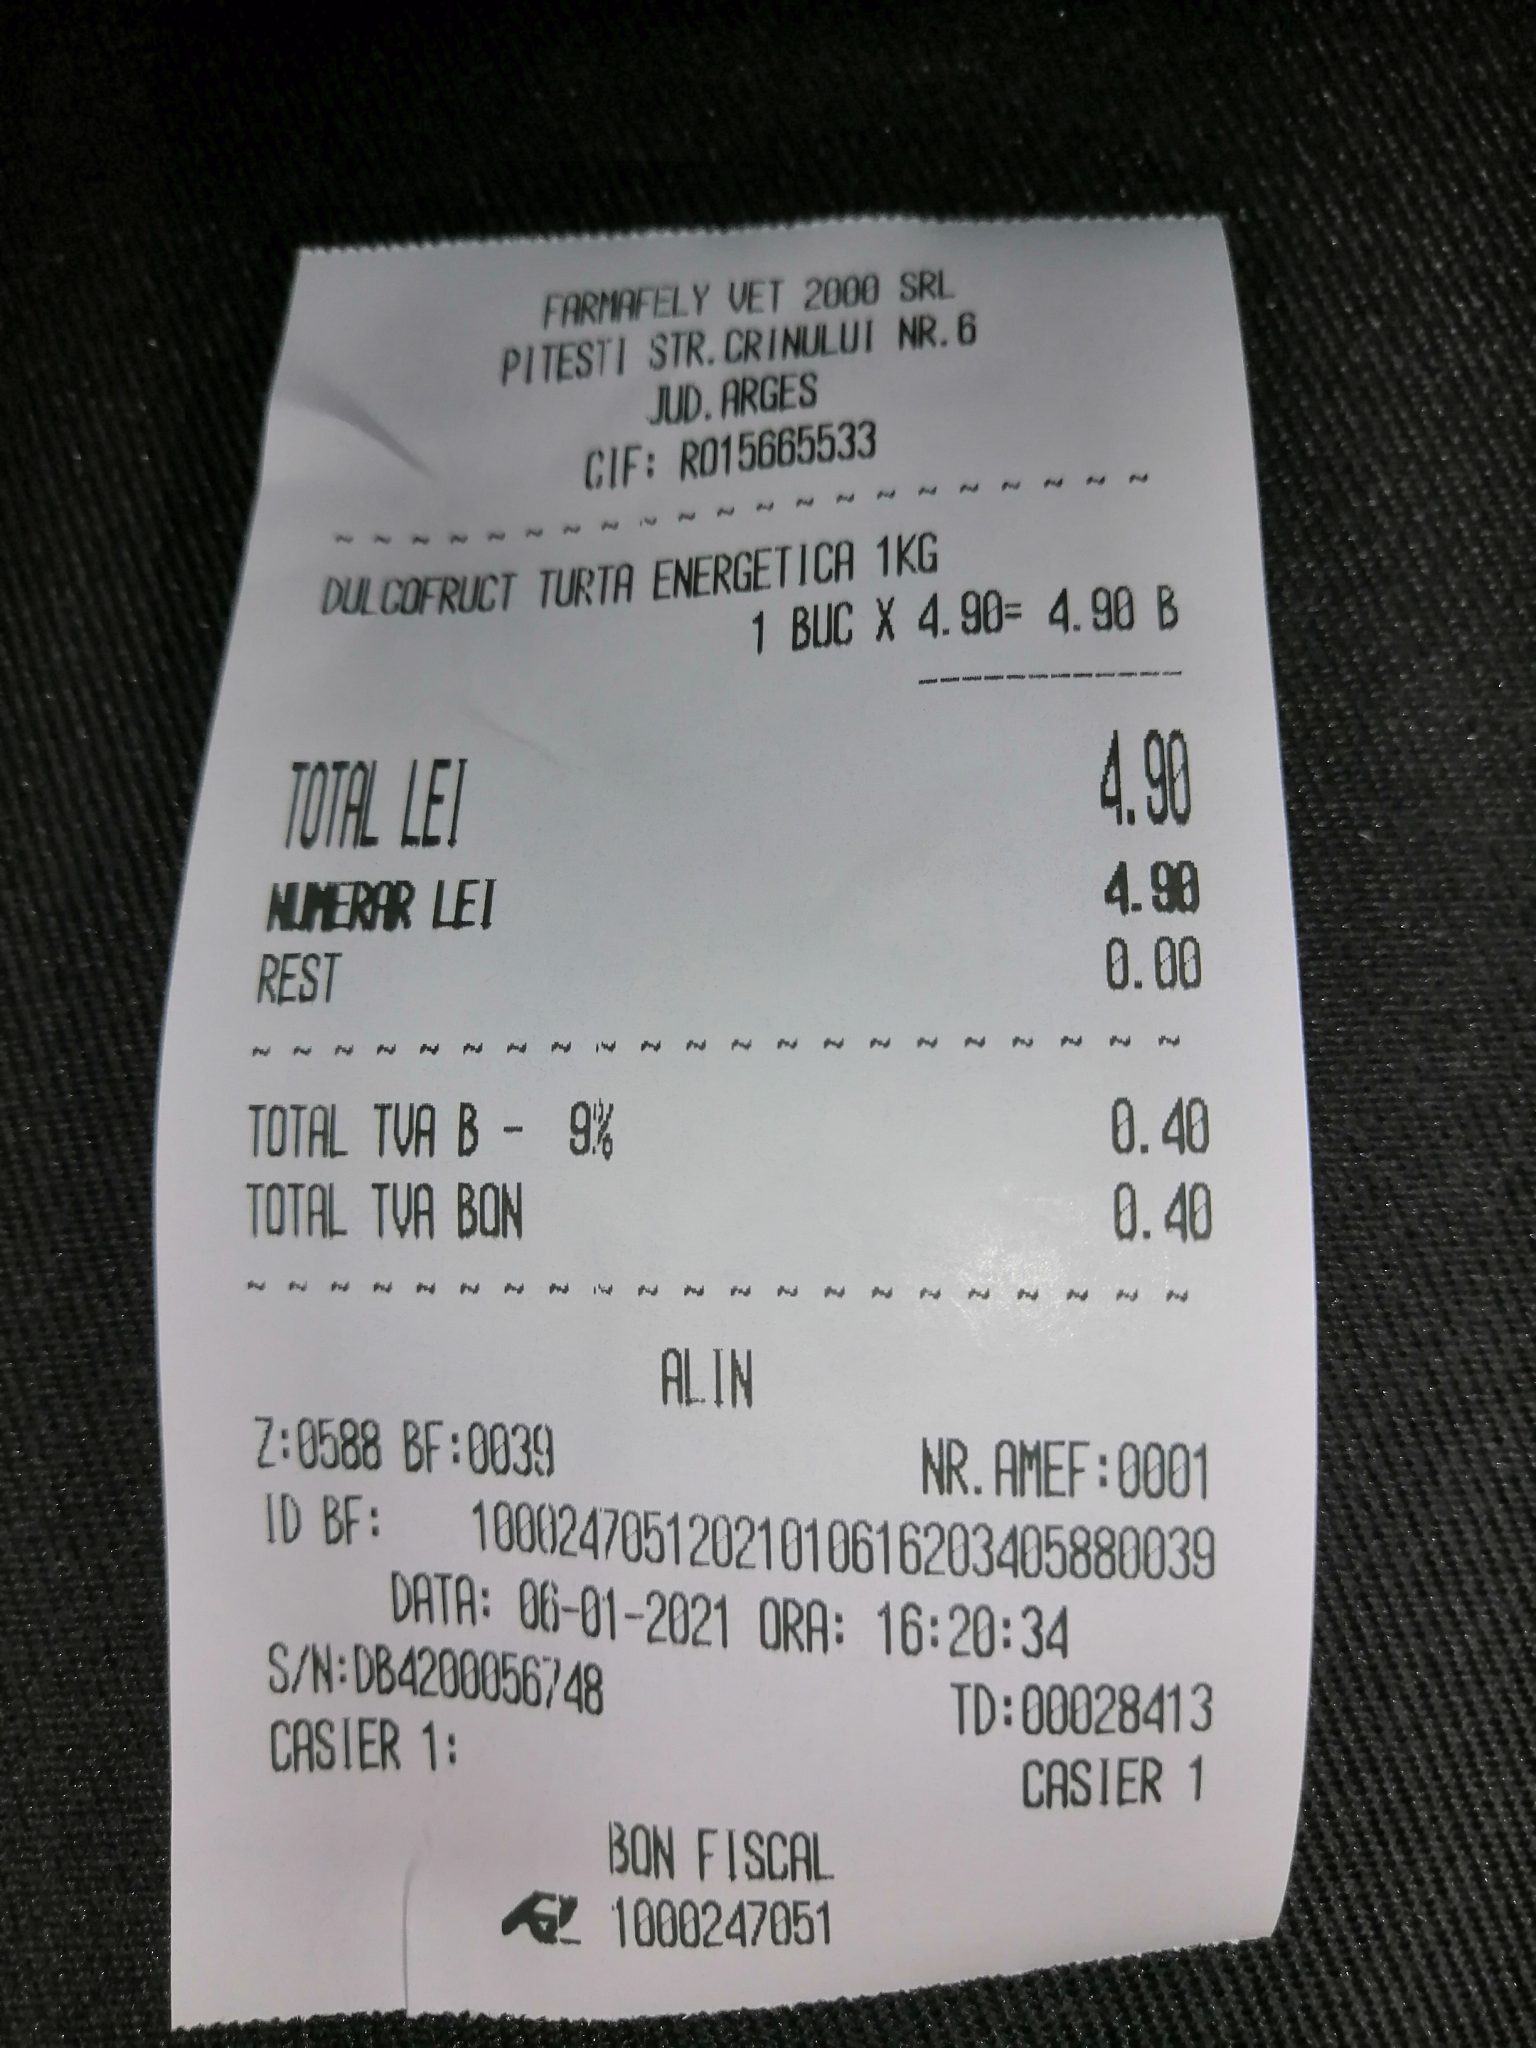 FARMAFELY VET 2000 SRL
PITESTI STR.CRINULUI NR.6
JUD.ARGES
CIF: RO15665533
~ ~ ~ ~ ~ ~ ~ ~ ~ ~ ~ ~ ~ ~ ~ ~ ~ ~ ~ ~ ~
DULCOFRUCT TURTA ENERGETICA 1KG
1 BUC X 4.90= 4.90 B
------------
TOTAL LEI 4.90
NUMERAR LEI 4.90
REST 0.00
~ ~ ~ ~ ~ ~ ~ ~ ~ ~ ~ ~ ~ ~ ~ ~ ~ ~ ~ ~ ~
TOTAL TVA B - 9% 0.40
TOTAL TVA BON 0.40
~ ~ ~ ~ ~ ~ ~ ~ ~ ~ ~ ~ ~ ~ ~ ~ ~ ~ ~ ~ ~
ALIN
Z:0588 BF:0039 NR.AMEF:0001
ID BF: 10002470512021010616203405880039
DATA: 06-01-2021 ORA: 16:20:34
S/N:DB4200056748 TD:00028413
CASIER 1: CASIER 1
BON FISCAL
1000247051